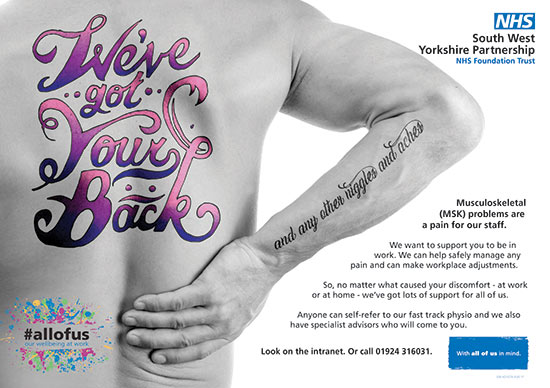 We've
got
Your
Back
and any other niggles and aches
NHS
South West
Yorkshire Partnership
NHS Foundation Trust
Musculoskeletal
(MSK) problems are
a pain for our staff.
We want to support you to be in
work. We can help safely manage any
pain and can make workplace adjustments.
So, no matter what caused your discomfort - at work
or at home - we've got lots of support for all of us.
Anyone can self-refer to our fast track physio and we also
have specialist advisors who will come to you.
#allofus
our wellbeing at work
Look on the intranet. Or call 01924 316031.
With all of us in mind.